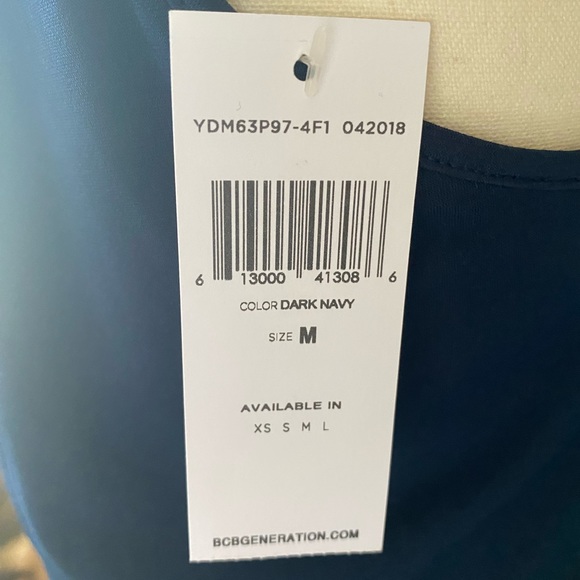 YDM63P97-4F1 042018
6 13000 41308 6
COLOR DARK NAVY
SIZE M
AVAILABLE IN
XS S M L
BCBGENERATION.COM